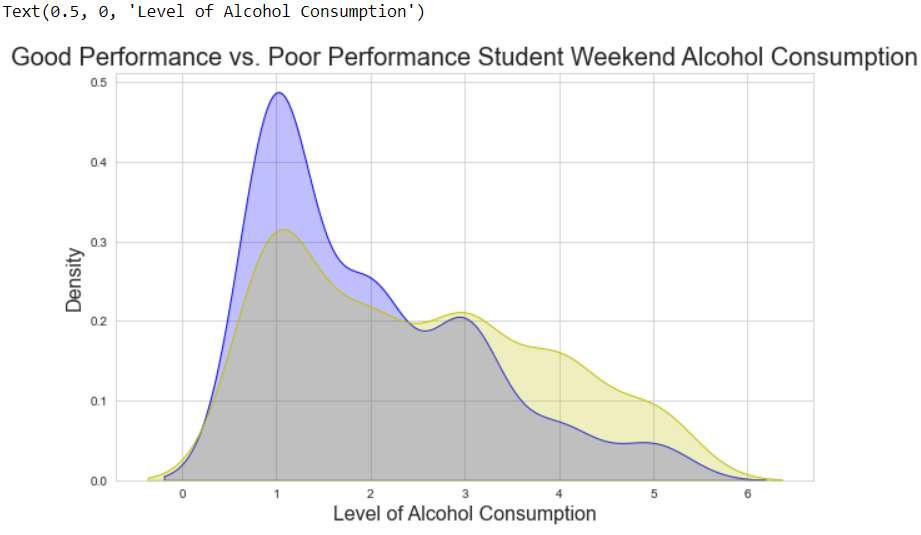 Text(0.5, 0, 'Level of Alcohol Consumption')
Good Performance vs. Poor Performance Student Weekend Alcohol Consumption
0.5
0.4
0.3
0.2
0.1
0.0
Density
0 1 2 3 4 5 6
Level of Alcohol Consumption